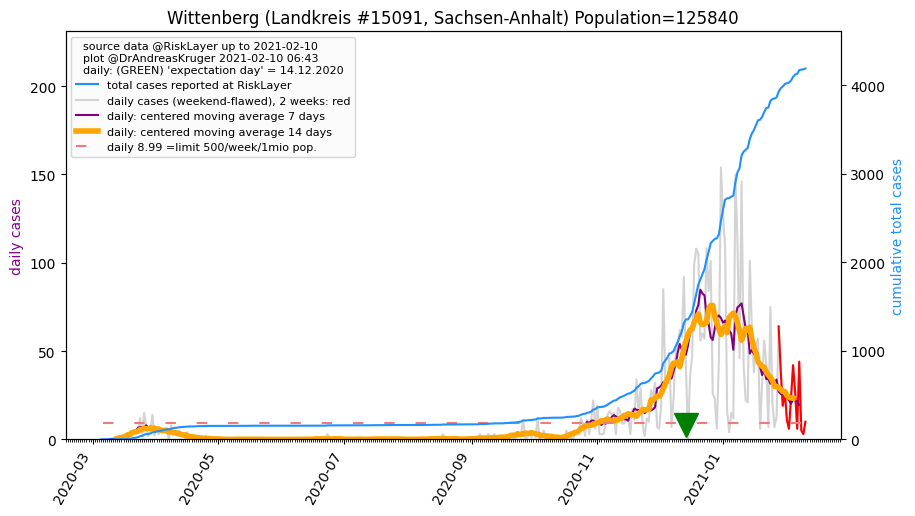 Wittenberg (Landkreis #15091, Sachsen-Anhalt) Population=125840
source data @RiskLayer up to 2021-02-10
plot @DrAndreasKruger 2021-02-10 06:43
daily: (GREEN) 'expectation day' = 14.12.2020
total cases reported at RiskLayer
daily cases (weekend-flawed), 2 weeks: red
daily: centered moving average 7 days
daily: centered moving average 14 days
daily 8.99 =limit 500/week/1mio pop.
daily cases
200
150
100
50
0
cumulative total cases
4000
3000
2000
1000
0
2020-03
2020-05
2020-07
2020-09
2020-11
2021-01